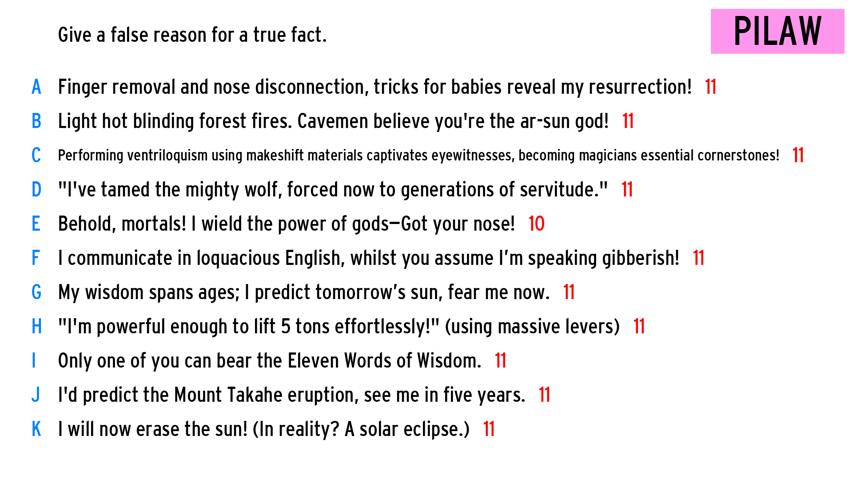 Give a false reason for a true fact.
PILAW
A Finger removal and nose disconnection, tricks for babies reveal my resurrection! 11
B Light hot blinding forest fires. Cavemen believe you're the ar-sun god! 11
C Performing ventriloquism using makeshift materials captivates eyewitnesses, becoming magicians essential cornerstones! 11
D "I've tamed the mighty wolf, forced now to generations of servitude." 11
E Behold, mortals! I wield the power of gods—Got your nose! 10
F I communicate in loquacious English, whilst you assume I'm speaking gibberish! 11
G My wisdom spans ages; I predict tomorrow's sun, fear me now. 11
H "I'm powerful enough to lift 5 tons effortlessly!" (using massive levers) 11
I Only one of you can bear the Eleven Words of Wisdom. 11
J I'd predict the Mount Takahe eruption, see me in five years. 11
K I will now erase the sun! (In reality? A solar eclipse.) 11